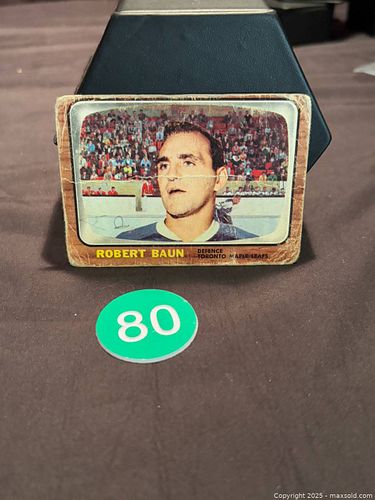 ROBERT BAUN
DEFENCE
TORONTO MAPLE LEAFS
80
Copyright © 2025 - maxsold.com